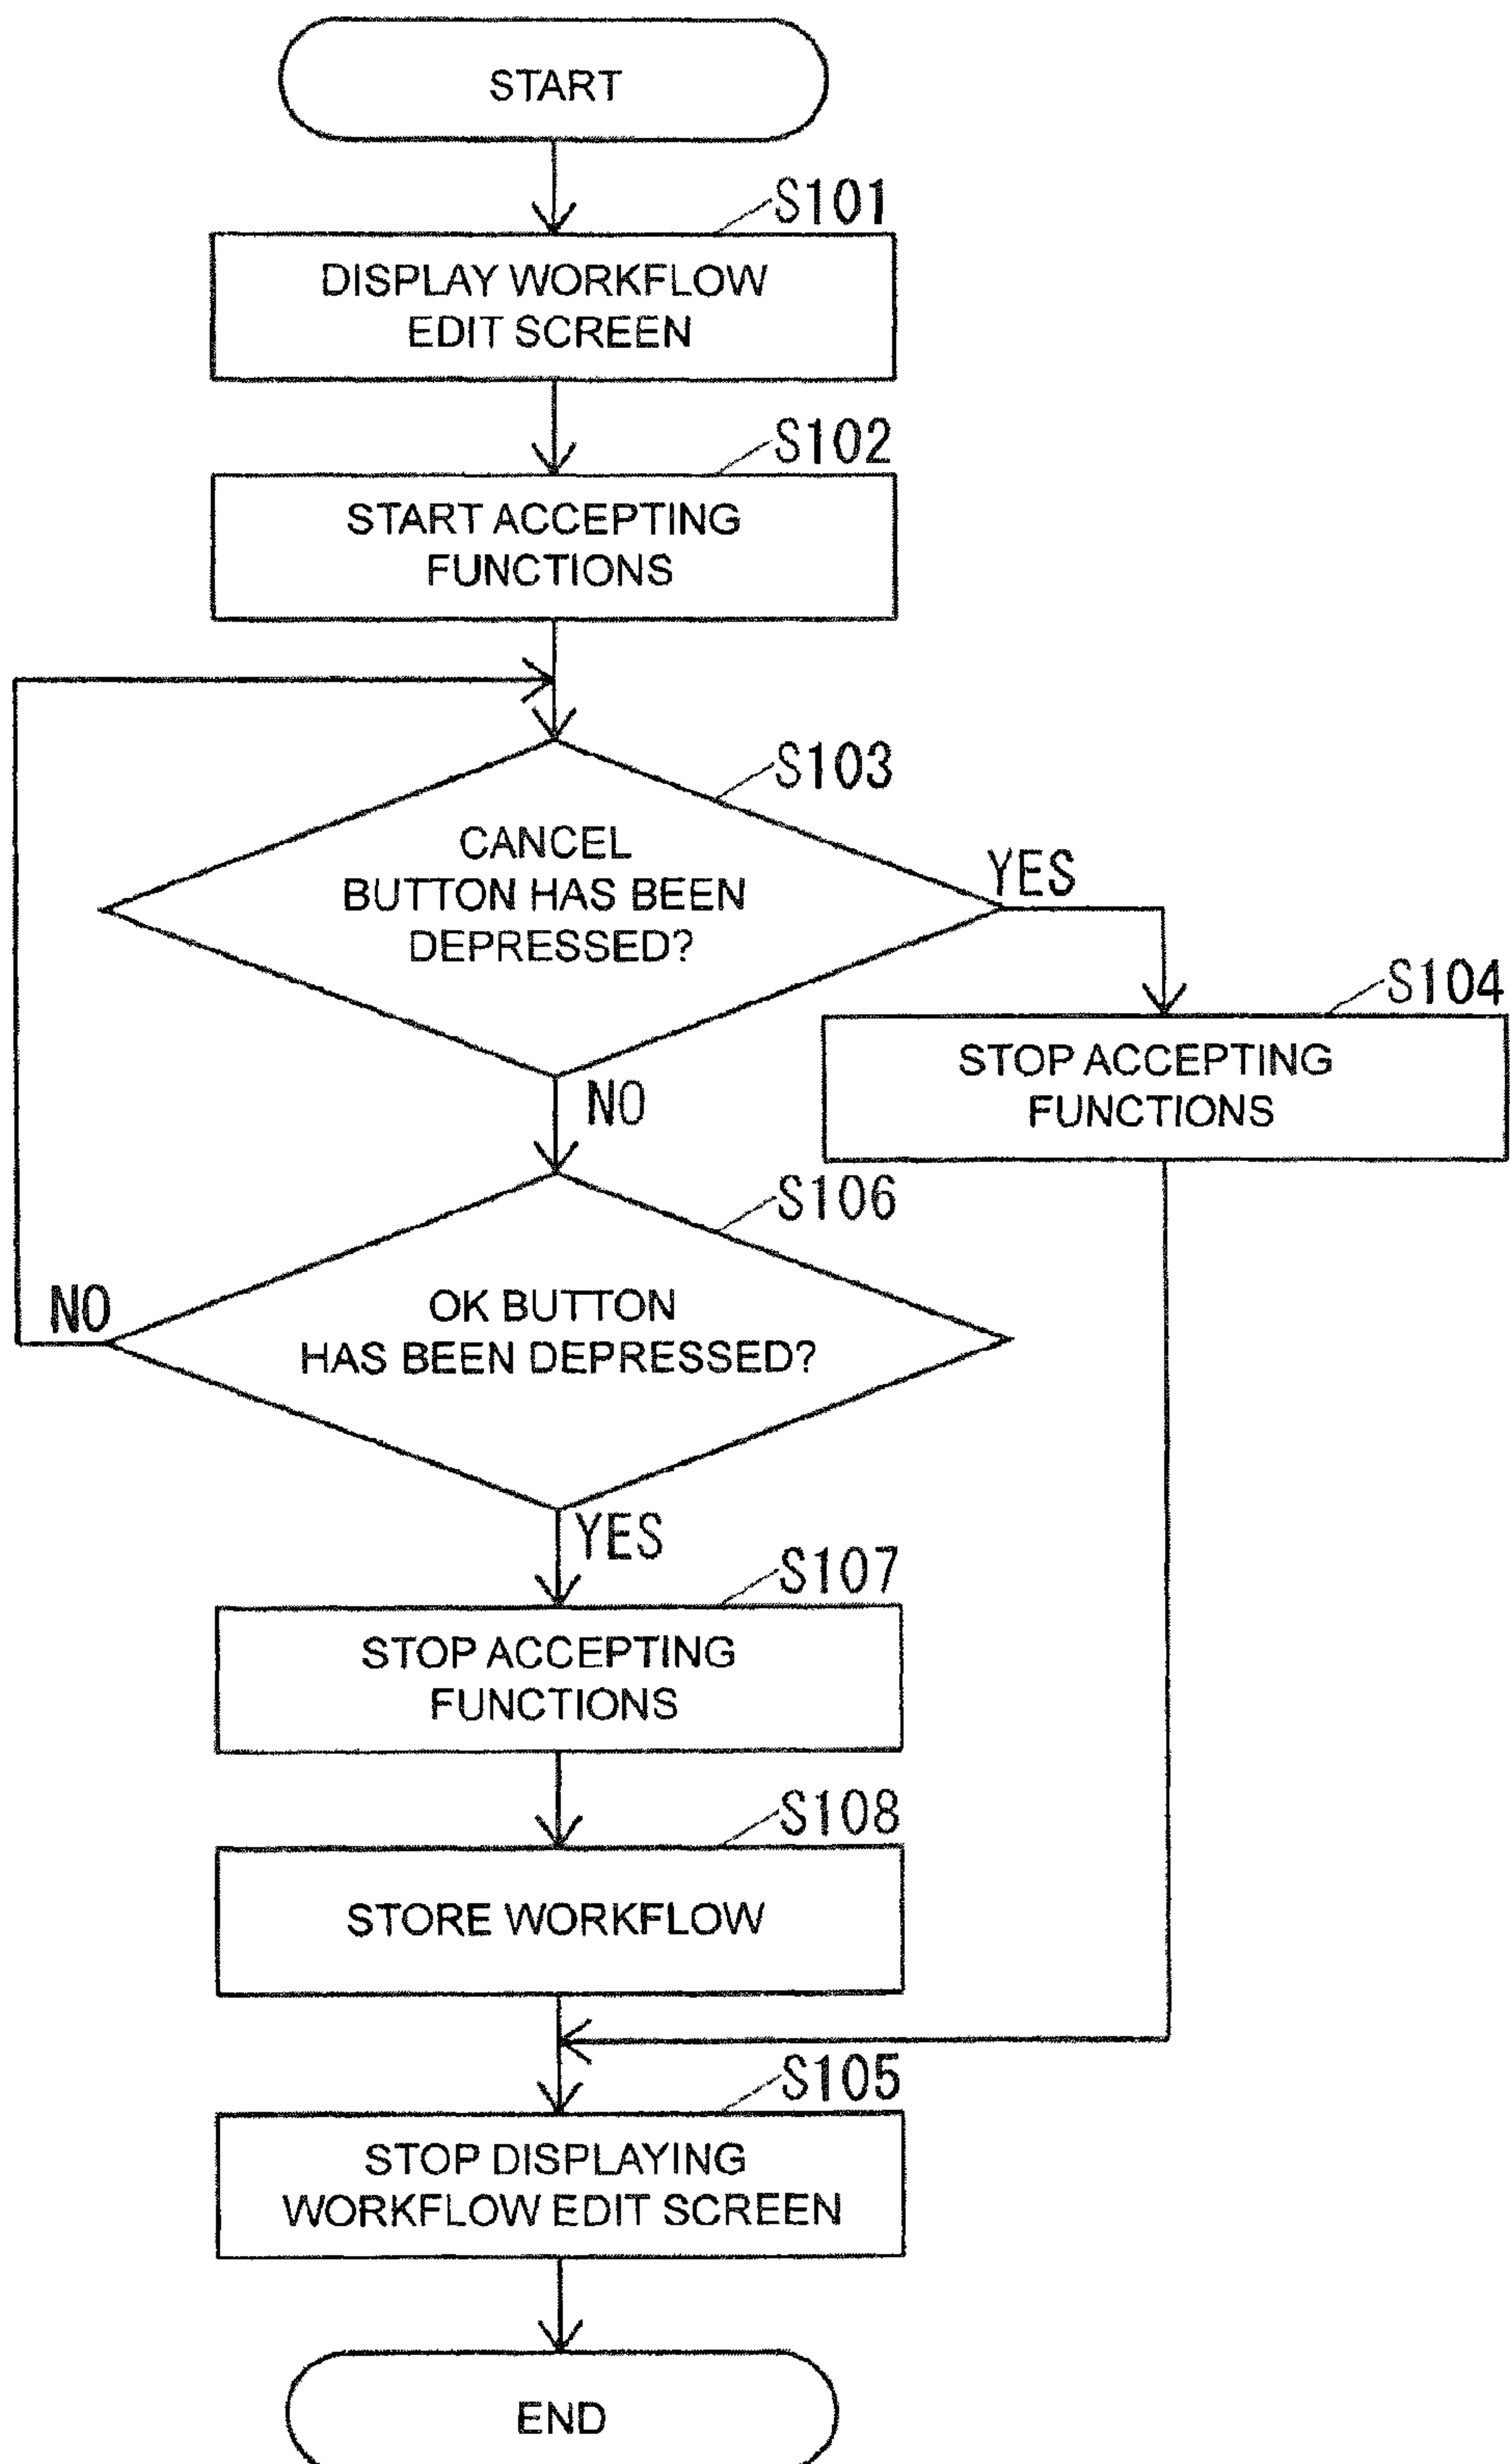 START
S101
DISPLAY WORKFLOW
EDIT SCREEN
S102
START ACCEPTING
FUNCTIONS
S103
CANCEL
BUTTON HAS BEEN
DEPRESSED?
YES
S104
STOP ACCEPTING
FUNCTIONS
NO
S106
OK BUTTON
HAS BEEN DEPRESSED?
NO
YES
S107
STOP ACCEPTING
FUNCTIONS
S108
STORE WORKFLOW
S105
STOP DISPLAYING
WORKFLOW EDIT SCREEN
END